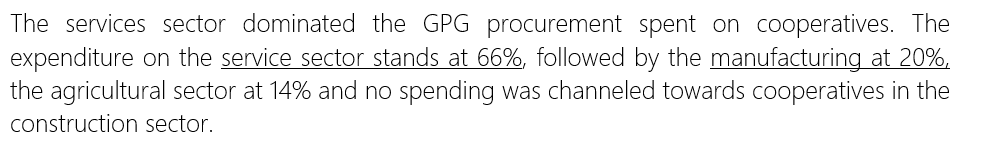 The services sector dominated the GPG procurement spent on cooperatives. The
expenditure on the service sector stands at 66%, followed by the manufacturing at 20%,
the agricultural sector at 14% and no spending was channeled towards cooperatives in the
construction sector.